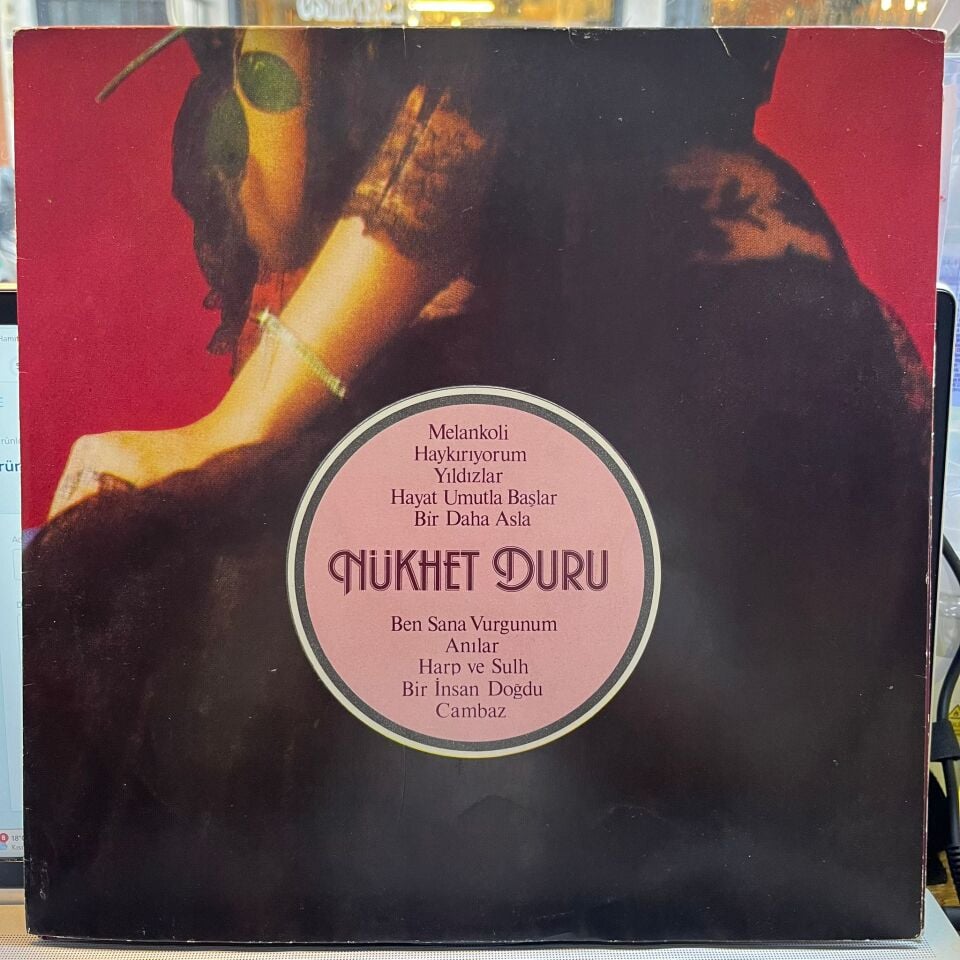 Melankoli
Haykırıyorum
Yıldızlar
Hayat Umutla Başlar
Bir Daha Asla
NÜKHET DURU
Ben Sana Vurgunum
Anılar
Harp ve Sulh
Bir İnsan Doğdu
Cambaz